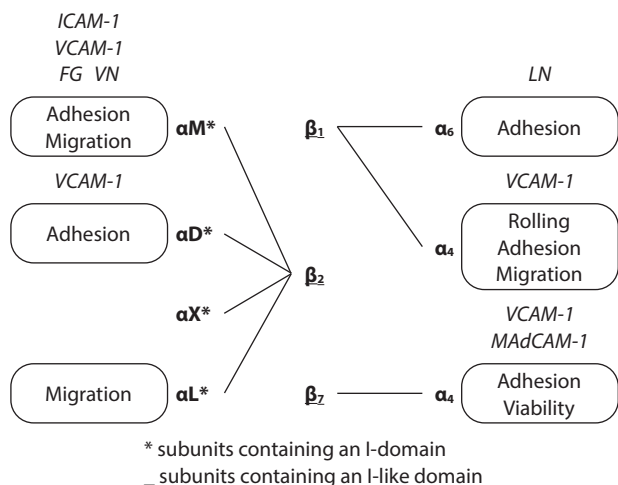 ICAM-1
VCAM-1
FG VN
Adhesion
Migration
αM*
VCAM-1
Adhesion
αD*
αX*
Migration
αL*
β1
β2
β7
LN
α6
Adhesion
VCAM-1
α4
Rolling
Adhesion
Migration
VCAM-1
MAdCAM-1
α4
Adhesion
Viability
* subunits containing an I-domain
_ subunits containing an I-like domain